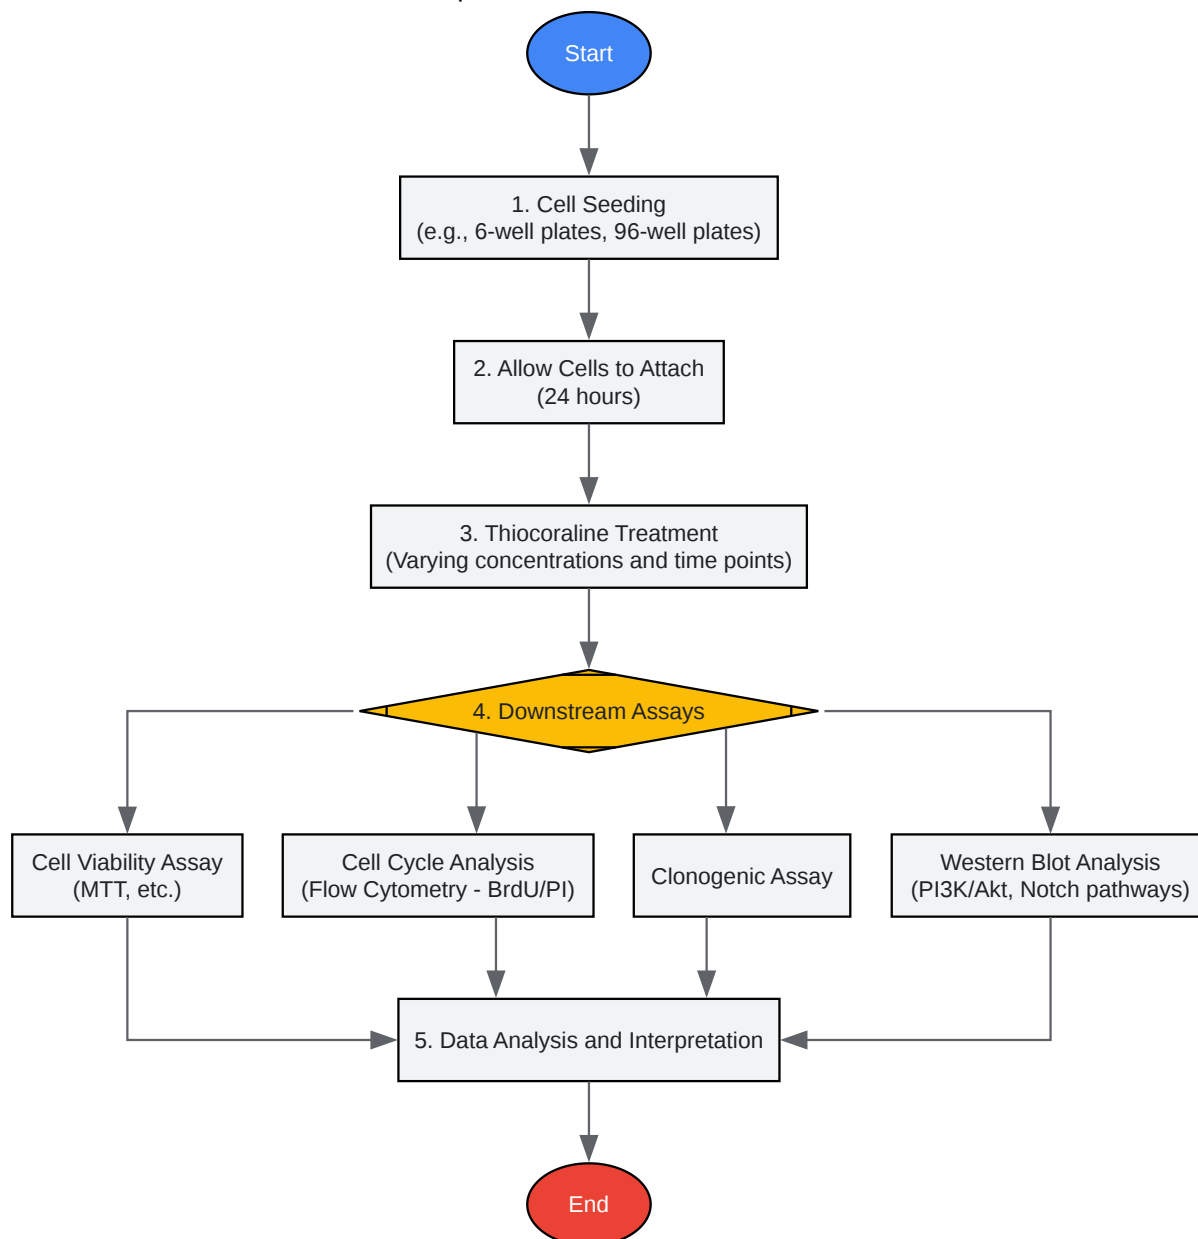 Start
1. Cell Seeding
(e.g., 6-well plates, 96-well plates)
2. Allow Cells to Attach
(24 hours)
3. Thiocoraline Treatment
(Varying concentrations and time points)
4. Downstream Assays
Cell Viability Assay
(MTT, etc.)
Cell Cycle Analysis
(Flow Cytometry - BrdU/PI)
Clonogenic Assay
Western Blot Analysis
(PI3K/Akt, Notch pathways)
5. Data Analysis and Interpretation
End